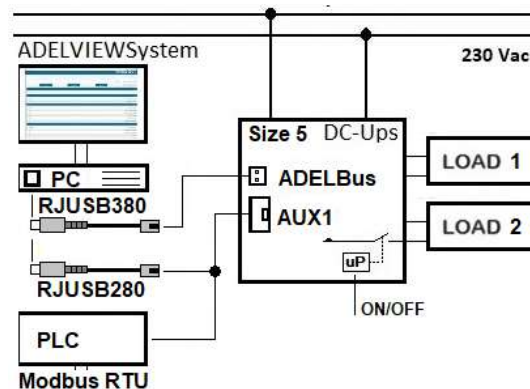 ADELVIEWSystem
230 Vac
Size 5 DC-Ups
PC
ADELBus
LOAD 1
RJUSB380
AUX1
LOAD 2
uP
RJUSB280
ON/OFF
PLC
Modbus RTU